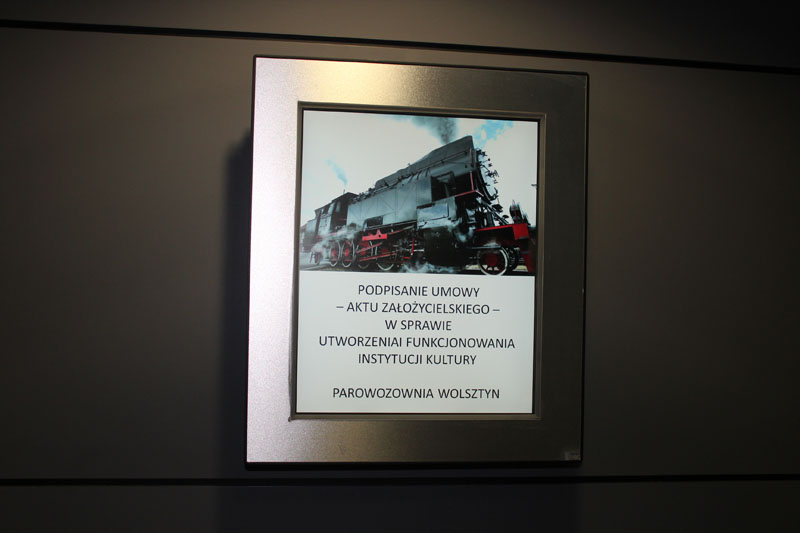 PODPISANIE UMOWY
– AKTU ZAŁOŻYCIELSKIEGO –
W SPRAWIE
UTWORZENIAI FUNKCJONOWANIA
INSTYTUCJI KULTURY
PAROWOZOWNIA WOLSZTYN